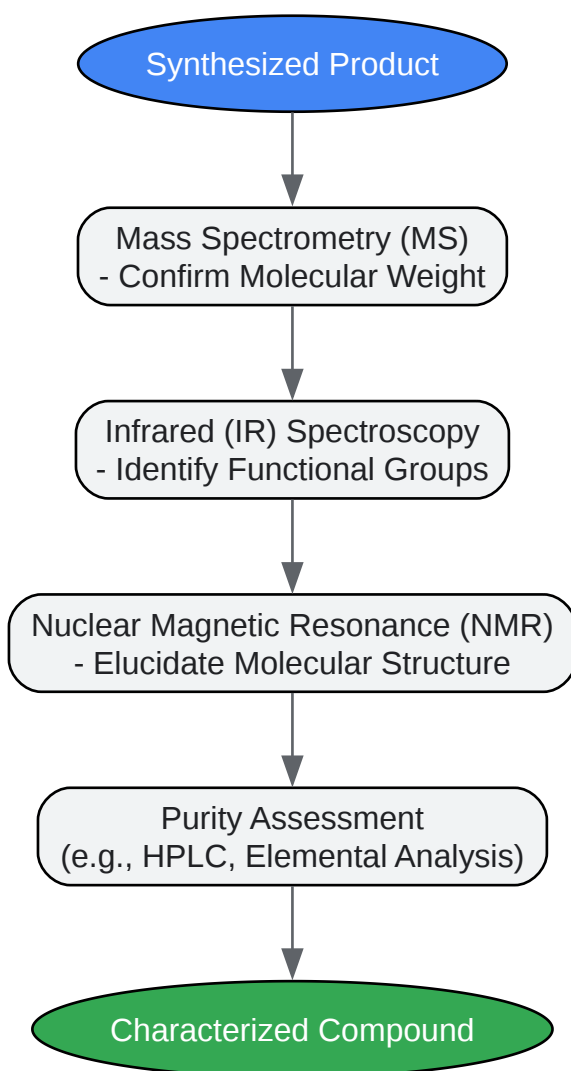 Synthesized Product
Mass Spectrometry (MS)
- Confirm Molecular Weight
Infrared (IR) Spectroscopy
- Identify Functional Groups
Nuclear Magnetic Resonance (NMR)
- Elucidate Molecular Structure
Purity Assessment
(e.g., HPLC, Elemental Analysis)
Characterized Compound